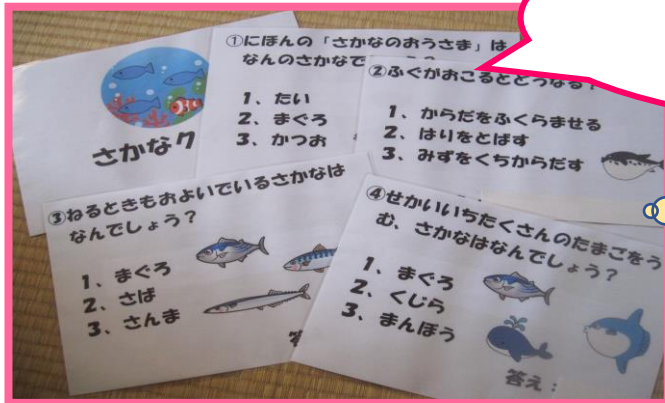 さかなク
①にほんの「さかなのおうさま」は
なんのさかなで
1、たい
2、まぐろ
3、かつお
②ふぐがおこるとどうなる?
1、からだをふくらませる
2、はりをとばす
3、みずをくちからだす
③ねるときもおよいでいるさかなは
なんでしょう?
1、まぐろ
2、さば
3、さんま
答
④せかいいちたくさんのたまごをう
む、さかなはなんでしょう?
1、まぐろ
2、くじら
3、まんぼう
答え: